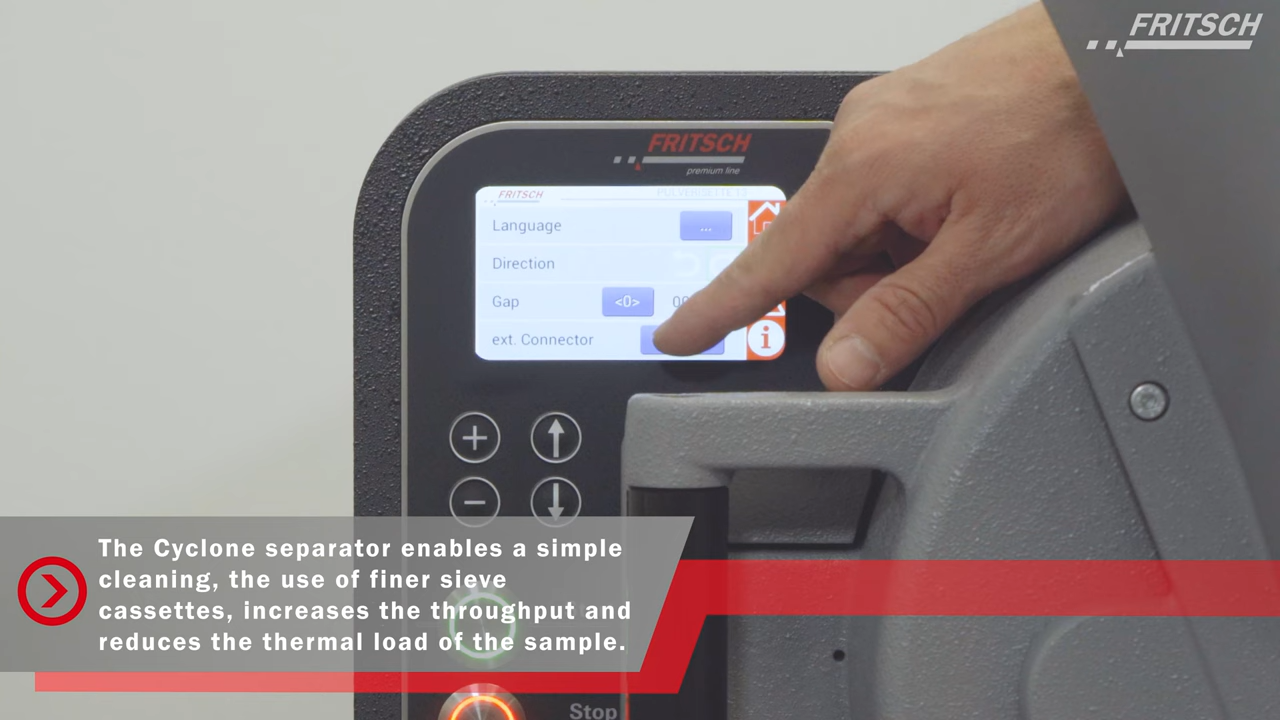 FRITSCH
FRITSCH
premium line
FRITSCH
Language
...
Direction
Gap
<0>
ext. Connector
i
The Cyclone separator enables a simple
cleaning, the use of finer sieve
cassettes, increases the throughput and
reduces the thermal load of the sample.
Stop